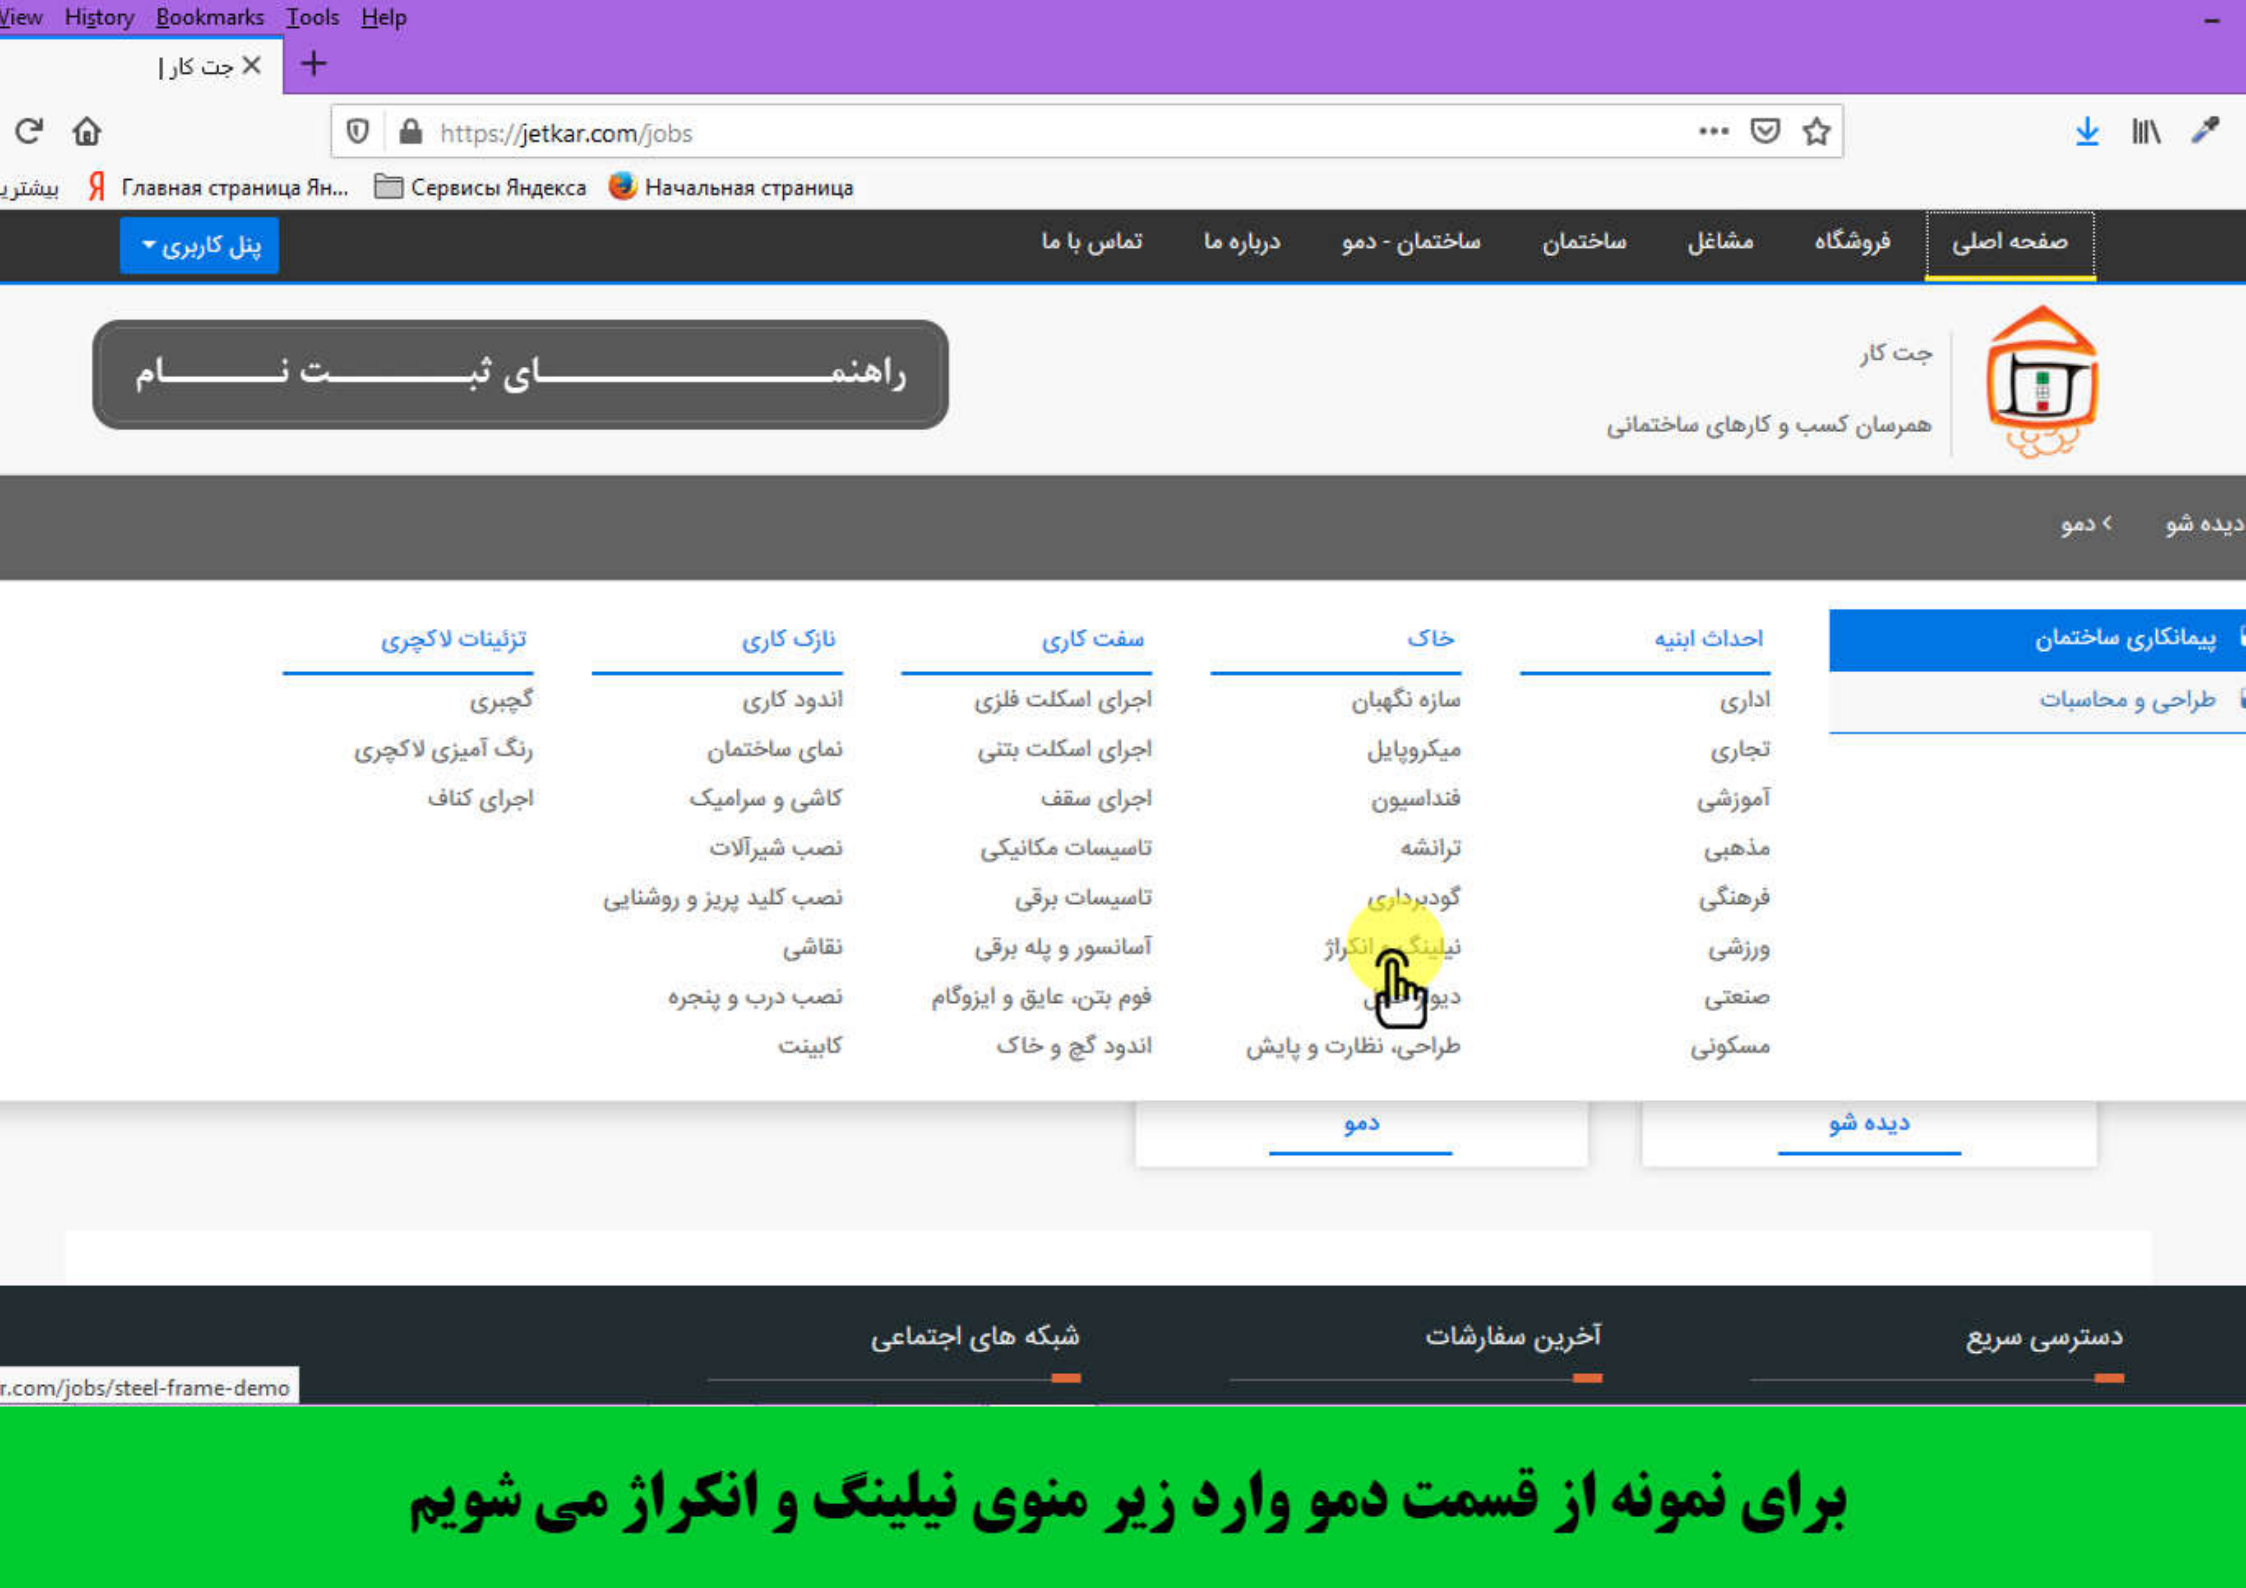 View History Bookmarks Tools Help
جت کار |
https://jetkar.com/jobs
Главная страница Ян... Сервисы Яндекса Начальная страница
صفحه اصلی فروشگاه مشاغل ساختمان ساختمان - دمو درباره ما تماس با ما پنل کاربری
جت کار
راهنمای ثبت نام
همرسان کسب و کارهای ساختمانی
دیده شو › دمو
پیمانکاری ساختمان
طراحی و محاسبات
احداث ابنیه
اداری
تجاری
آموزشی
مذهبی
فرهنگی
ورزشی
صنعتی
مسکونی
خاک
سازه نگهبان
میکروپایل
فنداسیون
ترانشه
گودبرداری
نیلینگ و انکراژ
طراحی، نظارت و پایش
سفت کاری
اجرای اسکلت فلزی
اجرای اسکلت بتنی
اجرای سقف
تاسیسات مکانیکی
تاسیسات برقی
آسانسور و پله برقی
فوم بتن، عایق و ایزوگام
اندود گچ و خاک
نازک کاری
اندود کاری
نمای ساختمان
کاشی و سرامیک
نصب شیرآلات
نصب کلید پریز و روشنایی
نقاشی
نصب درب و پنجره
کابینت
تزئینات لاکچری
گچبری
رنگ آمیزی لاکچری
اجرای کناف
دیده شو دمو
دسترسی سریع آخرین سفارشات شبکه های اجتماعی
r.com/jobs/steel-frame-demo
برای نمونه از قسمت دمو وارد زیر منوی نیلینگ و انکراژ می شویم